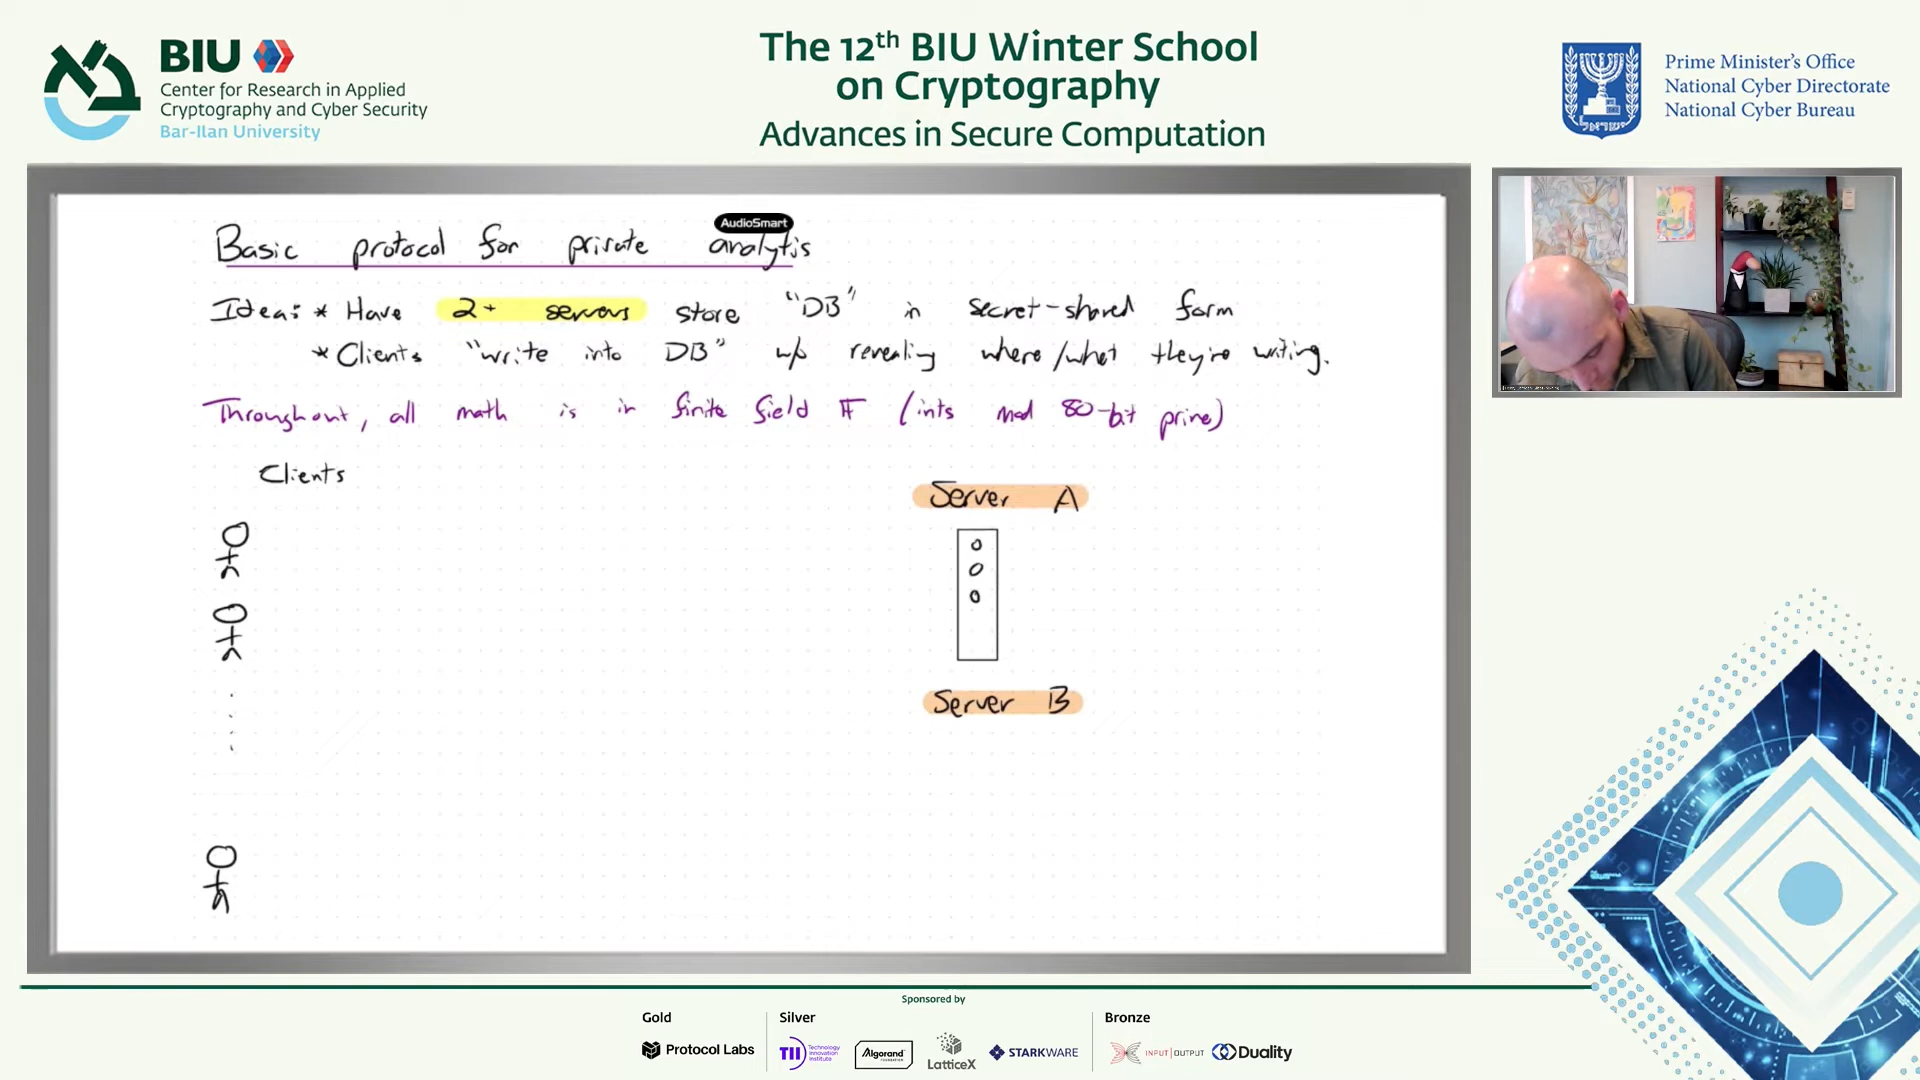 BIU
Center for Research in Applied
Cryptography and Cyber Security
Bar-Ilan University
The 12th BIU Winter School
on Cryptography
Advances in Secure Computation
Prime Minister's Office
National Cyber Directorate
National Cyber Bureau
AudioSmart
Basic protocol for private analytis
Idea: * Have 2+ servers store "DB" in secret-shared form
* Clients "write into DB" w/o revealing where/what they're writing.
Throughout, all math is in finite field F (ints mod 80-bit prime)
Clients
Server A
0
0
0
Server B
Sponsored by
Gold
Protocol Labs
Silver
TII Technology Innovation Institute
Algorand
LatticeX
STARKWARE
Bronze
INPUT | OUTPUT
Duality